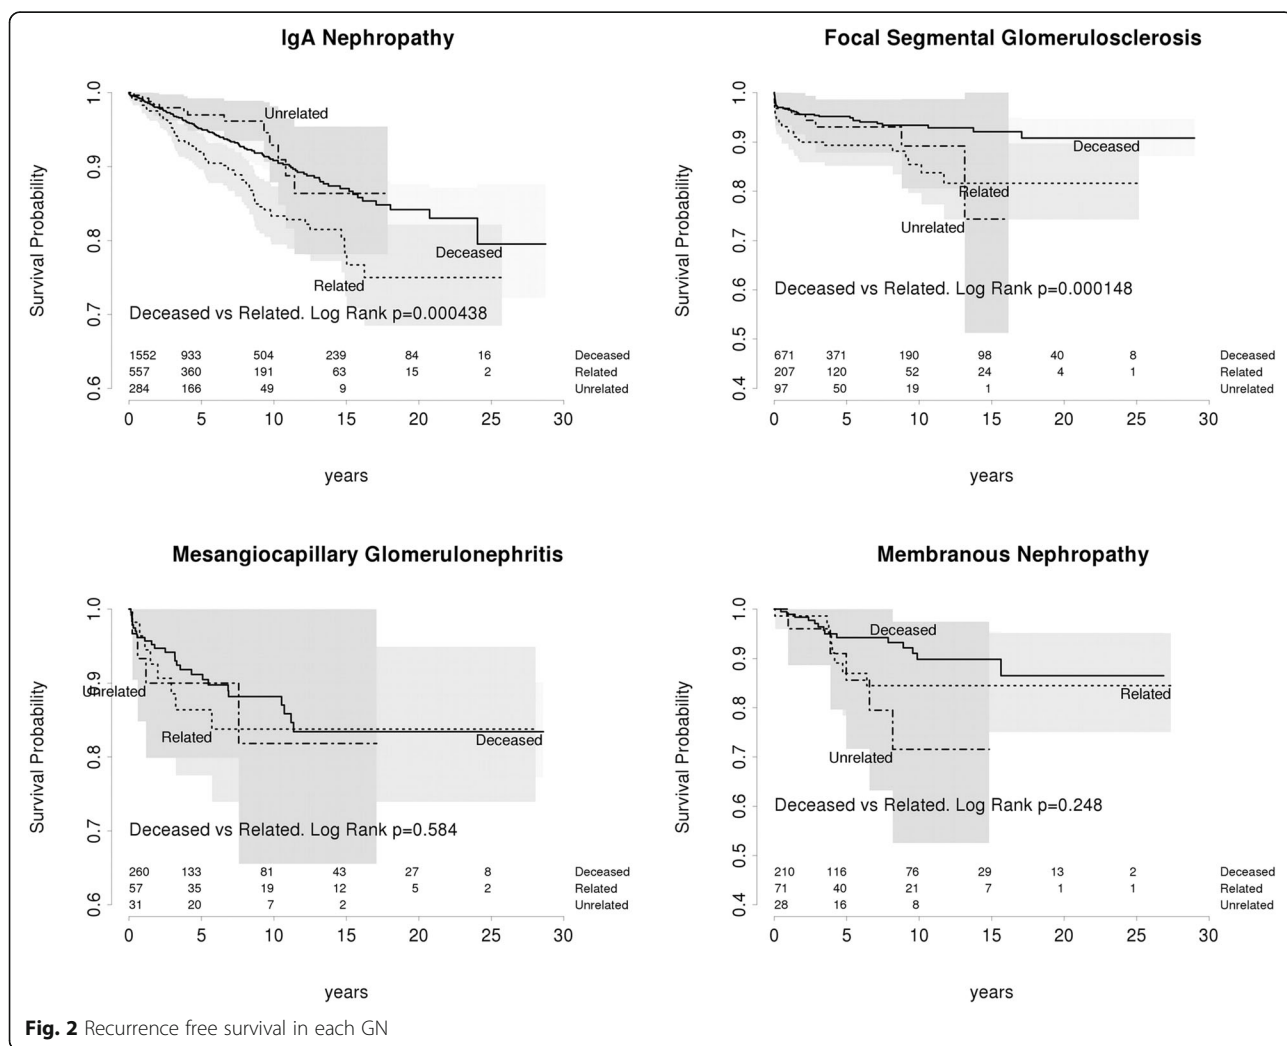 IgA Nephropathy
Survival Probability
1.0
0.9
0.8
0.7
0.6
Unrelated
Deceased
Related
Deceased vs Related. Log Rank p=0.000438
1552 933 504 239 84 16 Deceased
557 360 191 63 15 2 Related
284 166 49 9 Unrelated
0 5 10 15 20 25 30
years
Focal Segmental Glomerulosclerosis
Survival Probability
1.0
0.9
0.8
0.7
0.6
0.5
0.4
Deceased
Related
Unrelated
Deceased vs Related. Log Rank p=0.000148
671 371 190 98 40 8 Deceased
207 120 52 24 4 1 Related
97 50 19 1 Unrelated
0 5 10 15 20 25 30
years
Mesangiocapillary Glomerulonephritis
Survival Probability
1.0
0.9
0.8
0.7
0.6
Unrelated
Related
Deceased
Deceased vs Related. Log Rank p=0.584
260 133 81 43 27 8 Deceased
57 35 19 12 5 2 Related
31 20 7 2 Unrelated
0 5 10 15 20 25 30
years
Membranous Nephropathy
Survival Probability
1.0
0.9
0.8
0.7
0.6
0.5
0.4
Deceased
Related
Unrelated
Deceased vs Related. Log Rank p=0.248
210 116 76 29 13 2 Deceased
71 40 21 7 1 1 Related
28 16 8 Unrelated
0 5 10 15 20 25 30
years
Fig. 2 Recurrence free survival in each GN